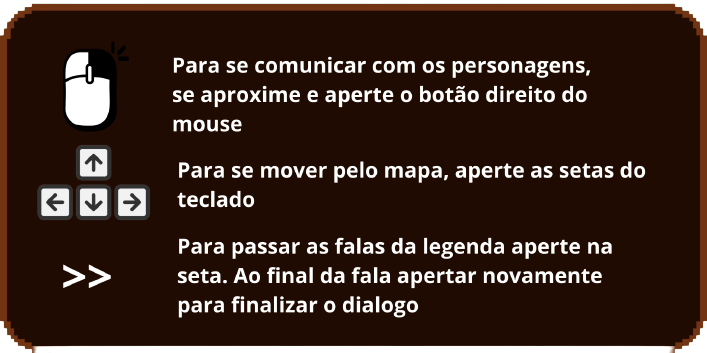 Para se comunicar com os personagens,
se aproxime e aperte o botão direito do
mouse
Para se mover pelo mapa, aperte as setas do
teclado
Para passar as falas da legenda aperte na
>> seta. Ao final da fala apertar novamente
para finalizar o dialogo